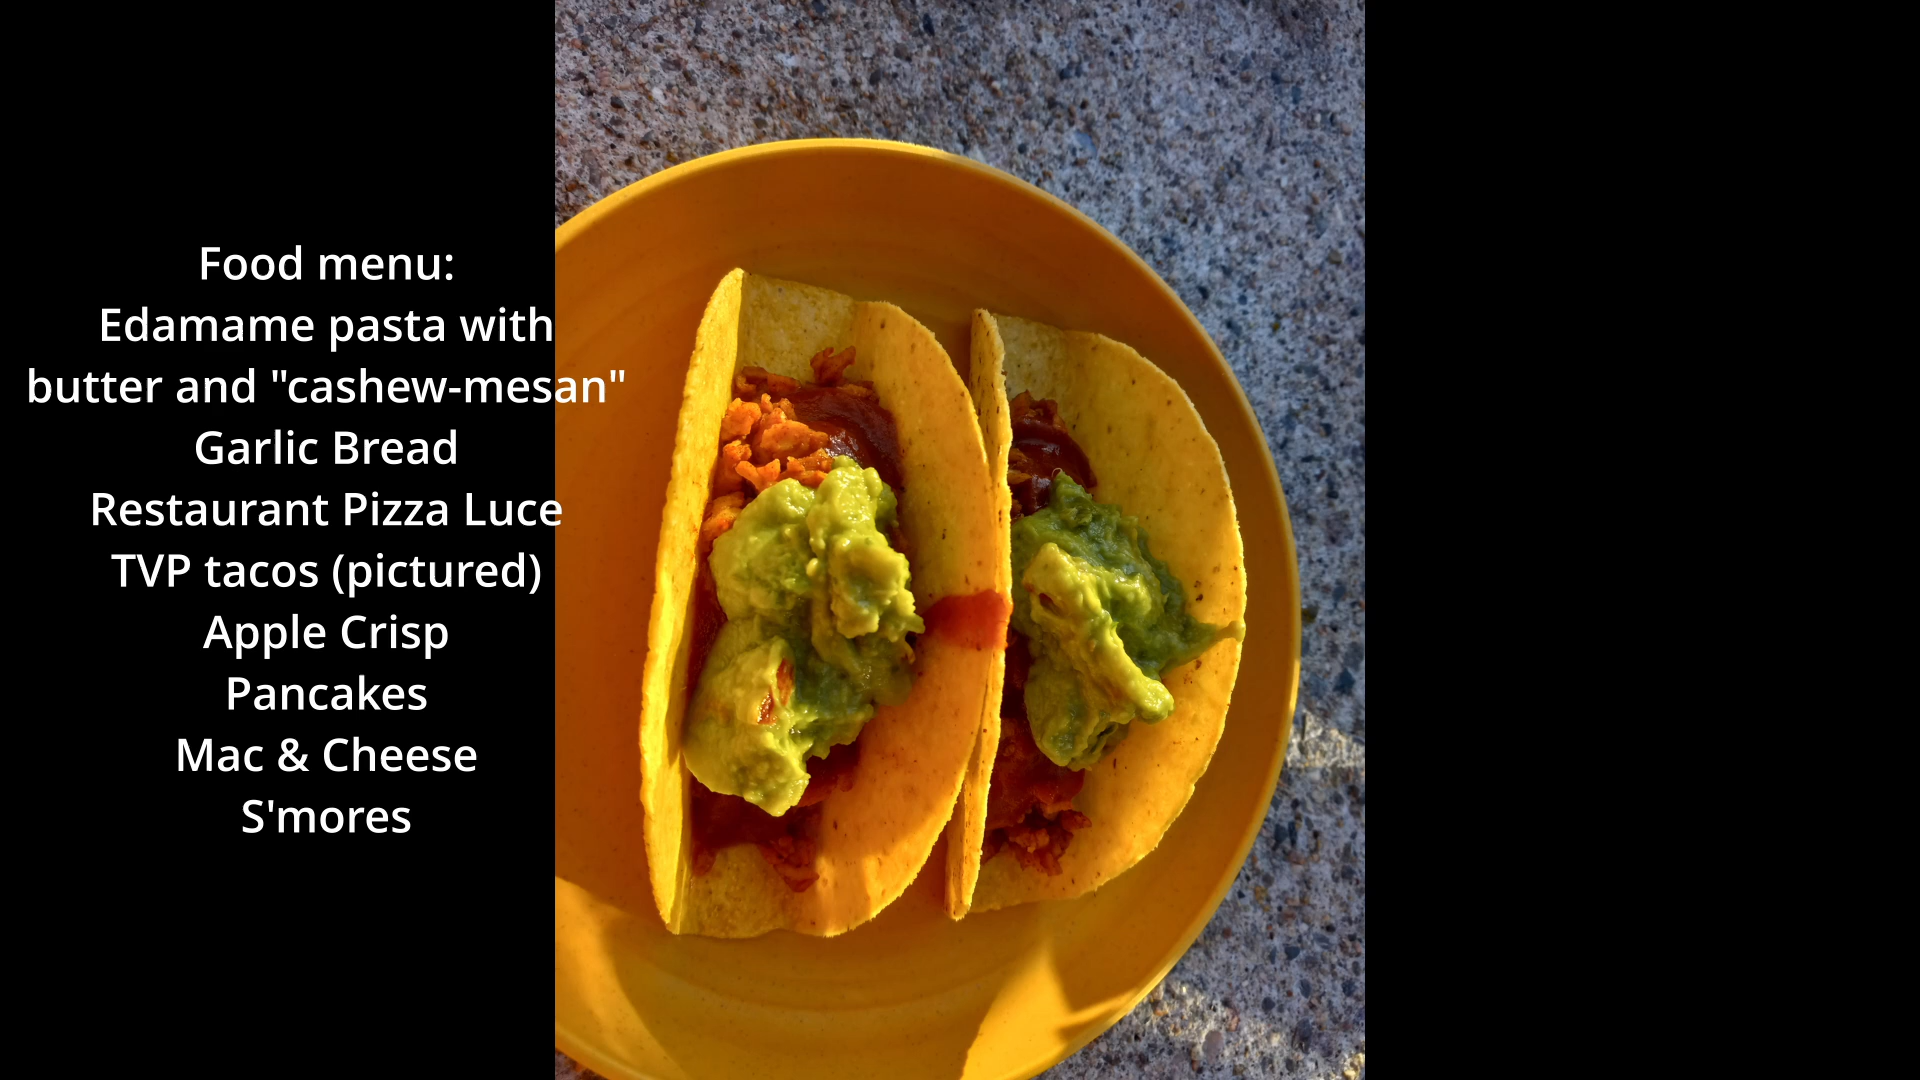 Food menu:
Edamame pasta with
butter and "cashew-mesan"
Garlic Bread
Restaurant Pizza Luce
TVP tacos (pictured)
Apple Crisp
Pancakes
Mac & Cheese
S'mores